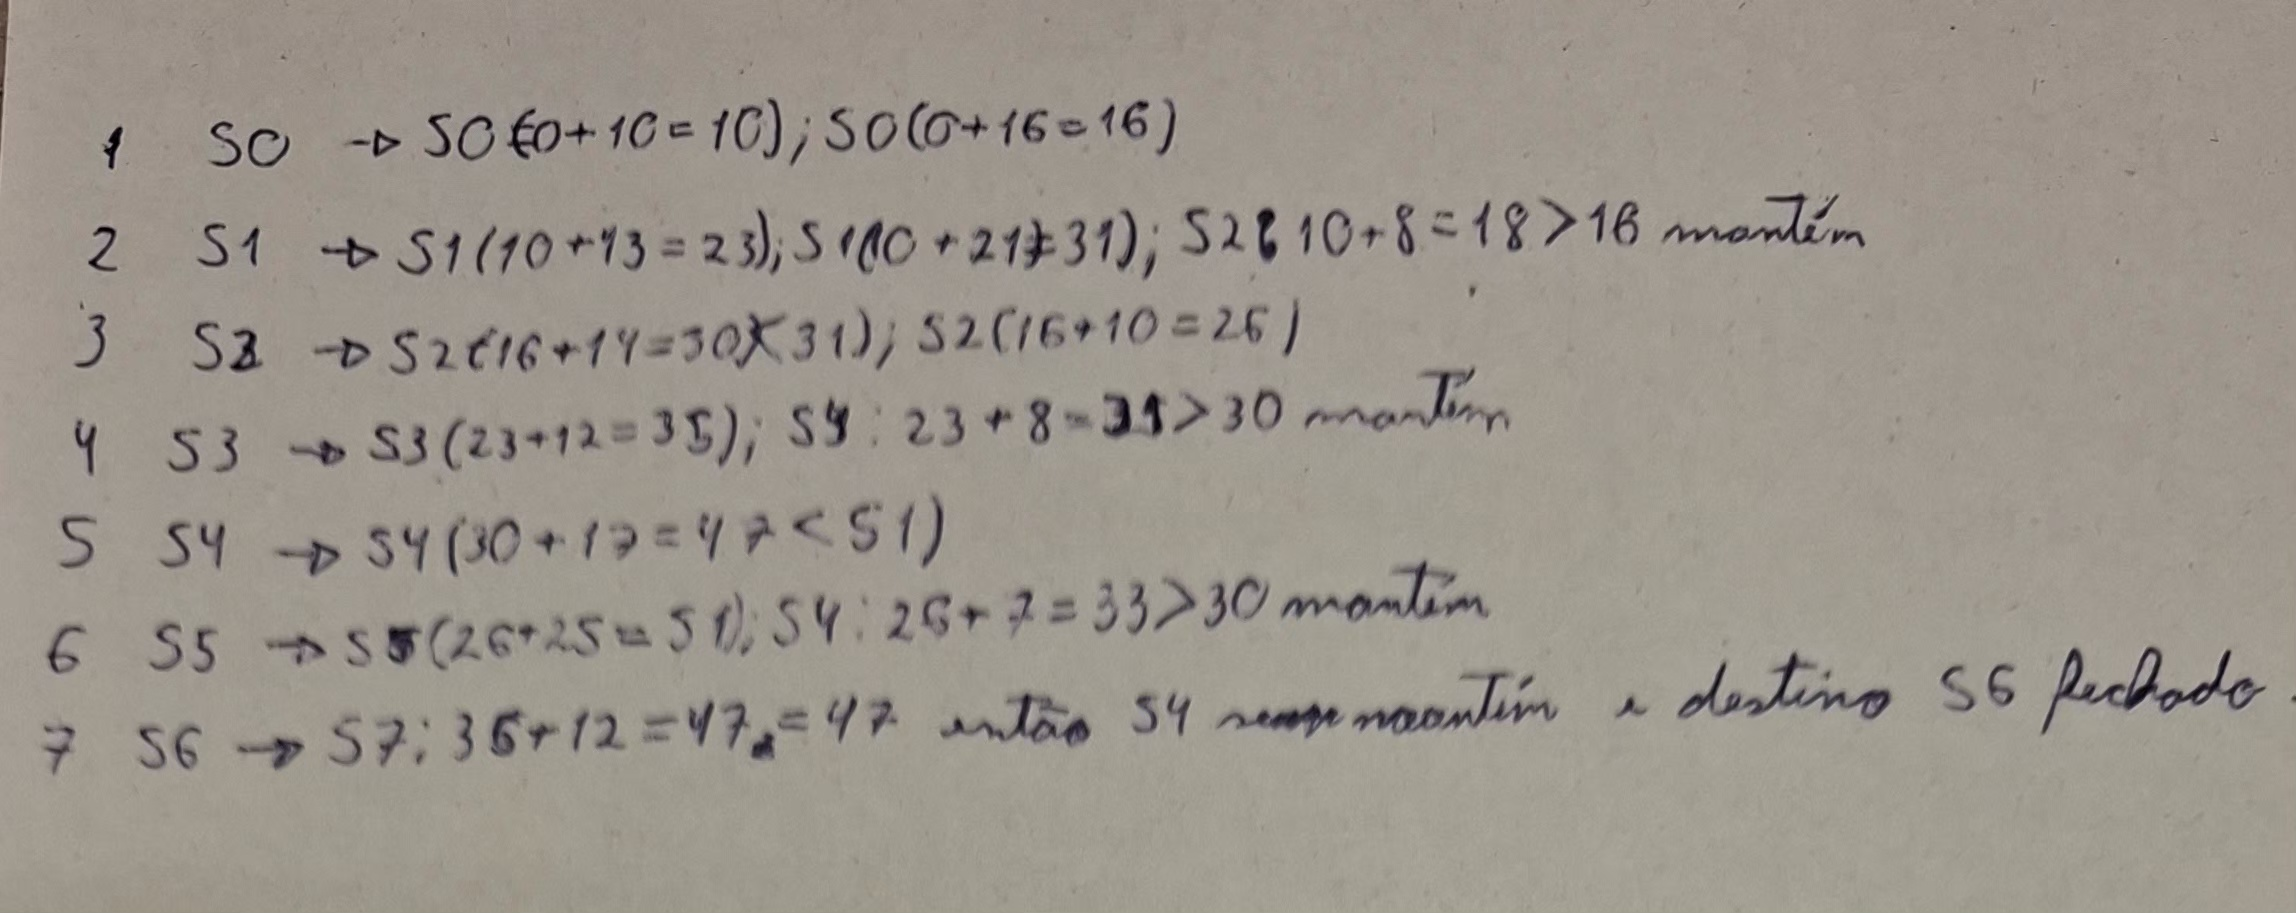 1 S0 → S0(0+10=10); S0(0+16=16)
2 S1 → S1(10+13=23); S1(10+21=31); S2: 10+8=18>16 mantém
3 S2 → S2(16+14=30<31); S2(16+10=26)
4 S3 → S3(23+12=35); S4: 23+8=31>30 mantém
5 S4 → S4(30+17=47<51)
6 S5 → S5(26+25=51); S4: 26+7=33>30 mantém
7 S6 → S7: 35+12=47=47 então S4 mantém e destino S6 fechado